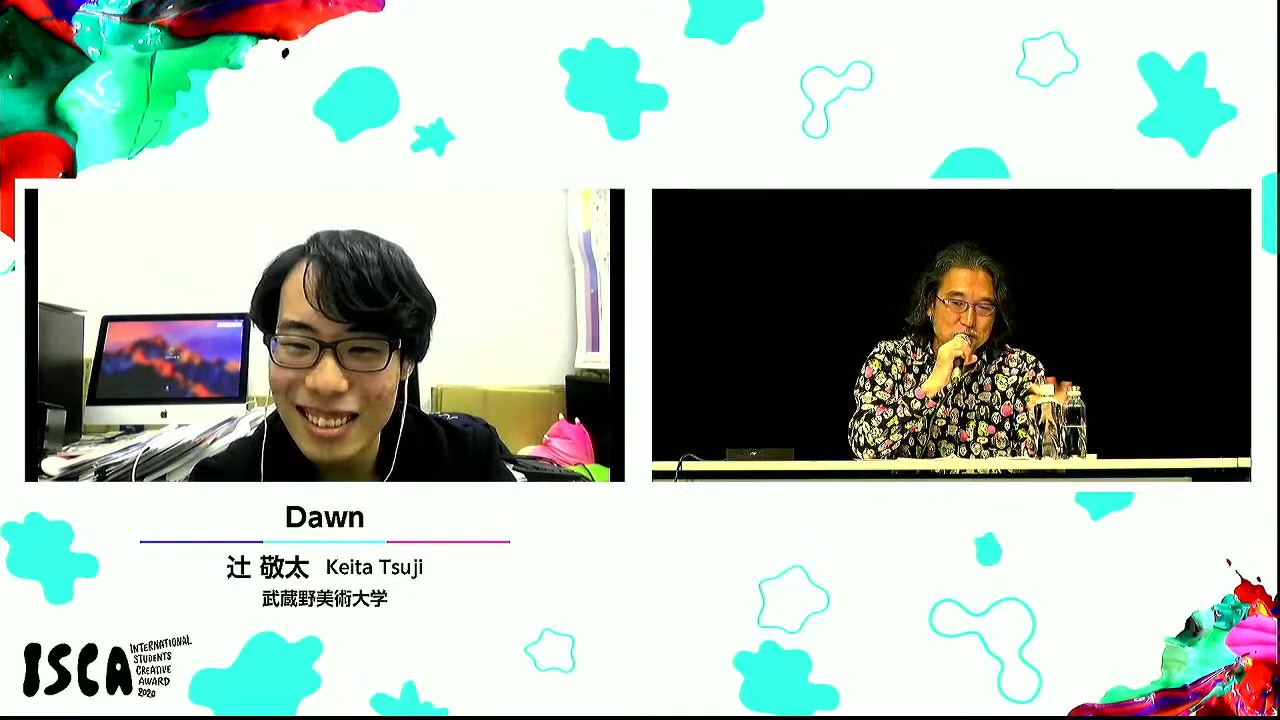 Dawn
辻 敬太 Keita Tsuji
武蔵野美術大学
ISCA
INTERNATIONAL
STUDENTS
CREATIVE
AWARD
2020